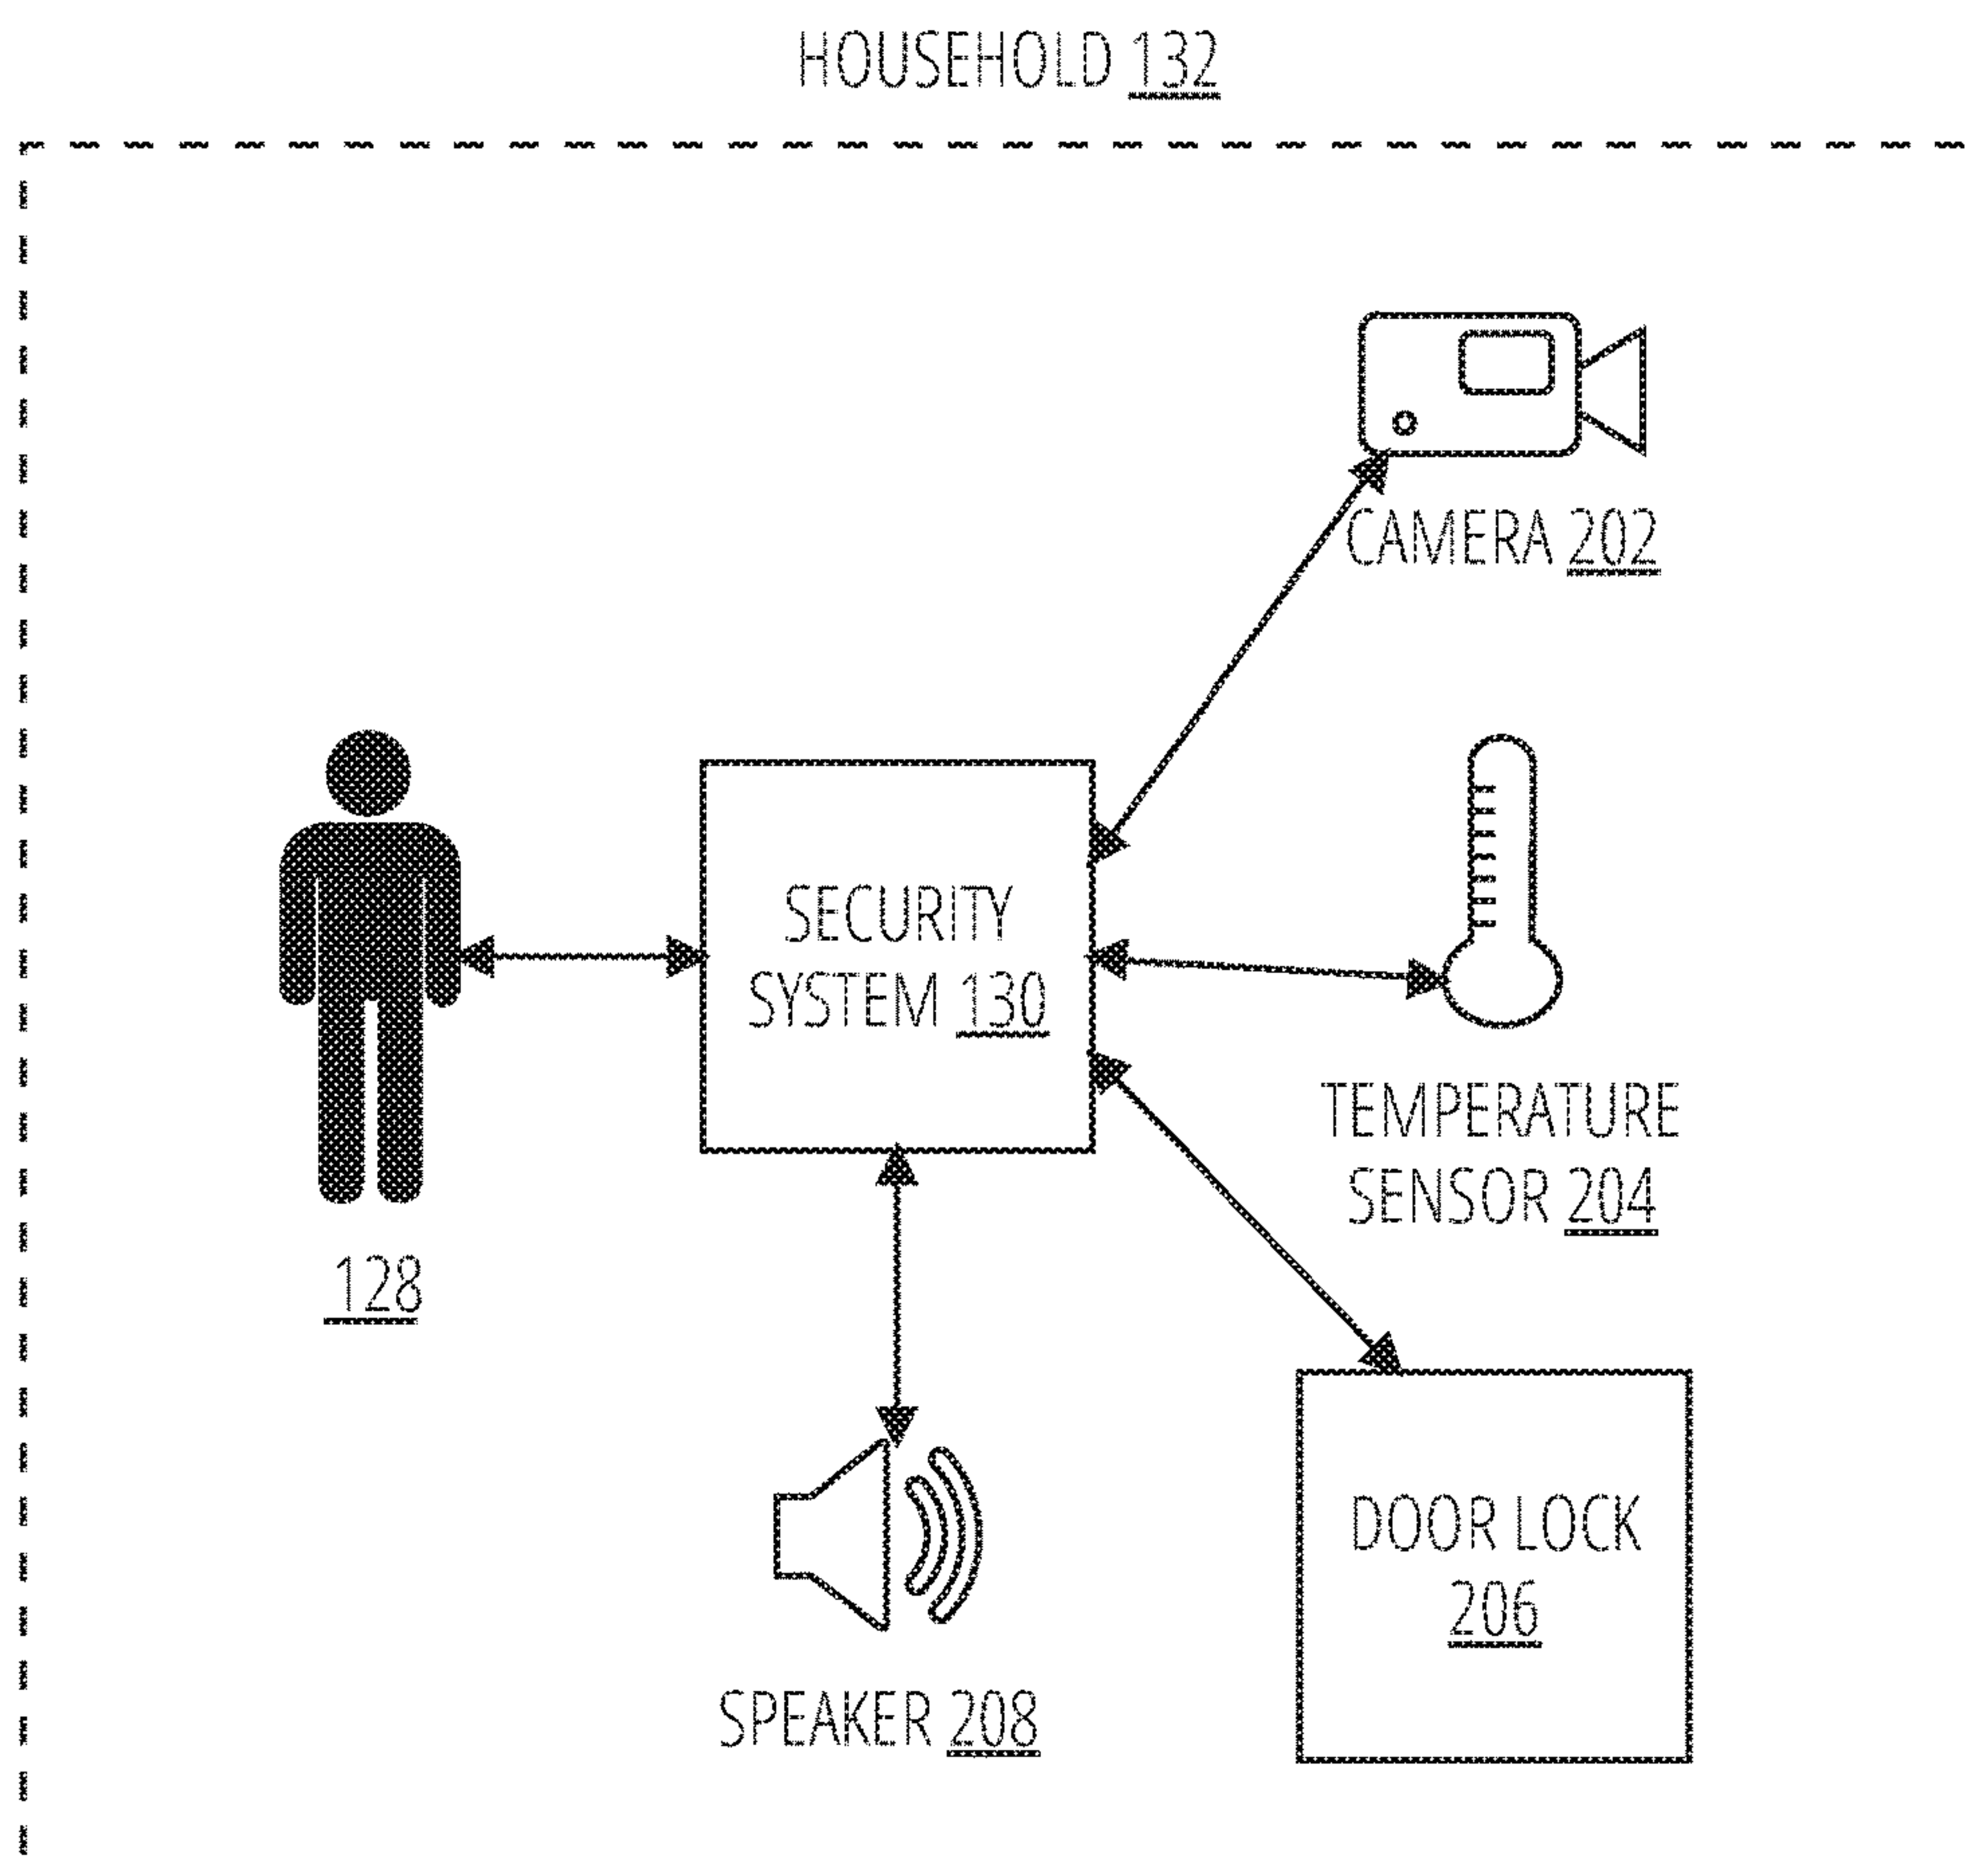 HOUSEHOLD 132
CAMERA 202
SECURITY
SYSTEM 130
TEMPERATURE
SENSOR 204
128
DOOR LOCK
206
SPEAKER 208